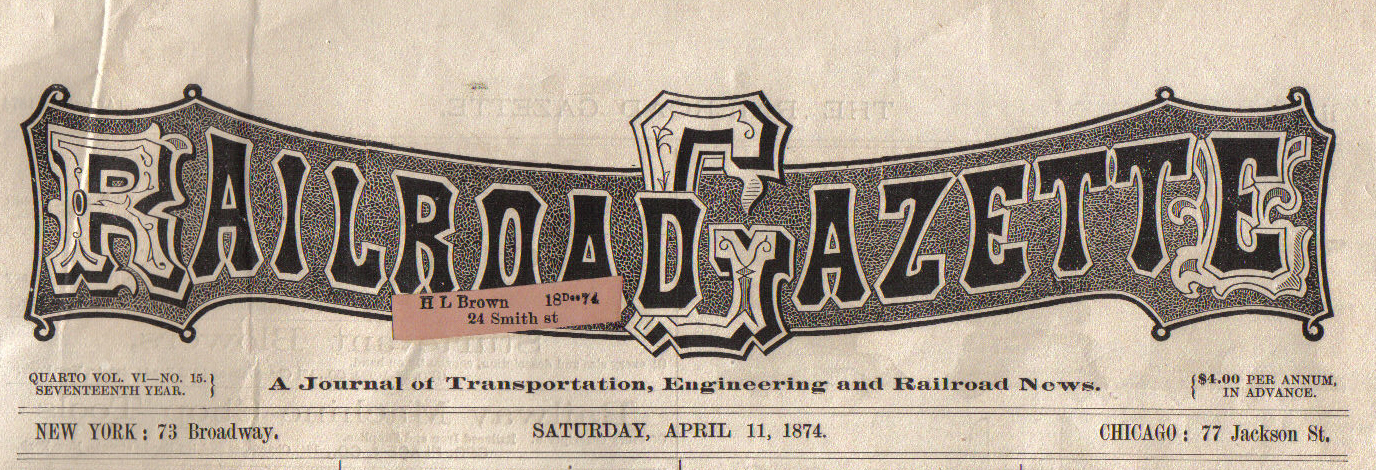 RAILROAD GAZETTE
H L Brown 18
24 Smith st
QUARTO VOL. VI—NO. 15.}
SEVENTEENTH YEAR.
A Journal of Transportation, Engineering and Railroad News.
{$4.00 PER ANNUM,
IN ADVANCE.
NEW YORK: 73 Broadway.
SATURDAY, APRIL 11, 1874.
CHICAGO: 77 Jackson St.